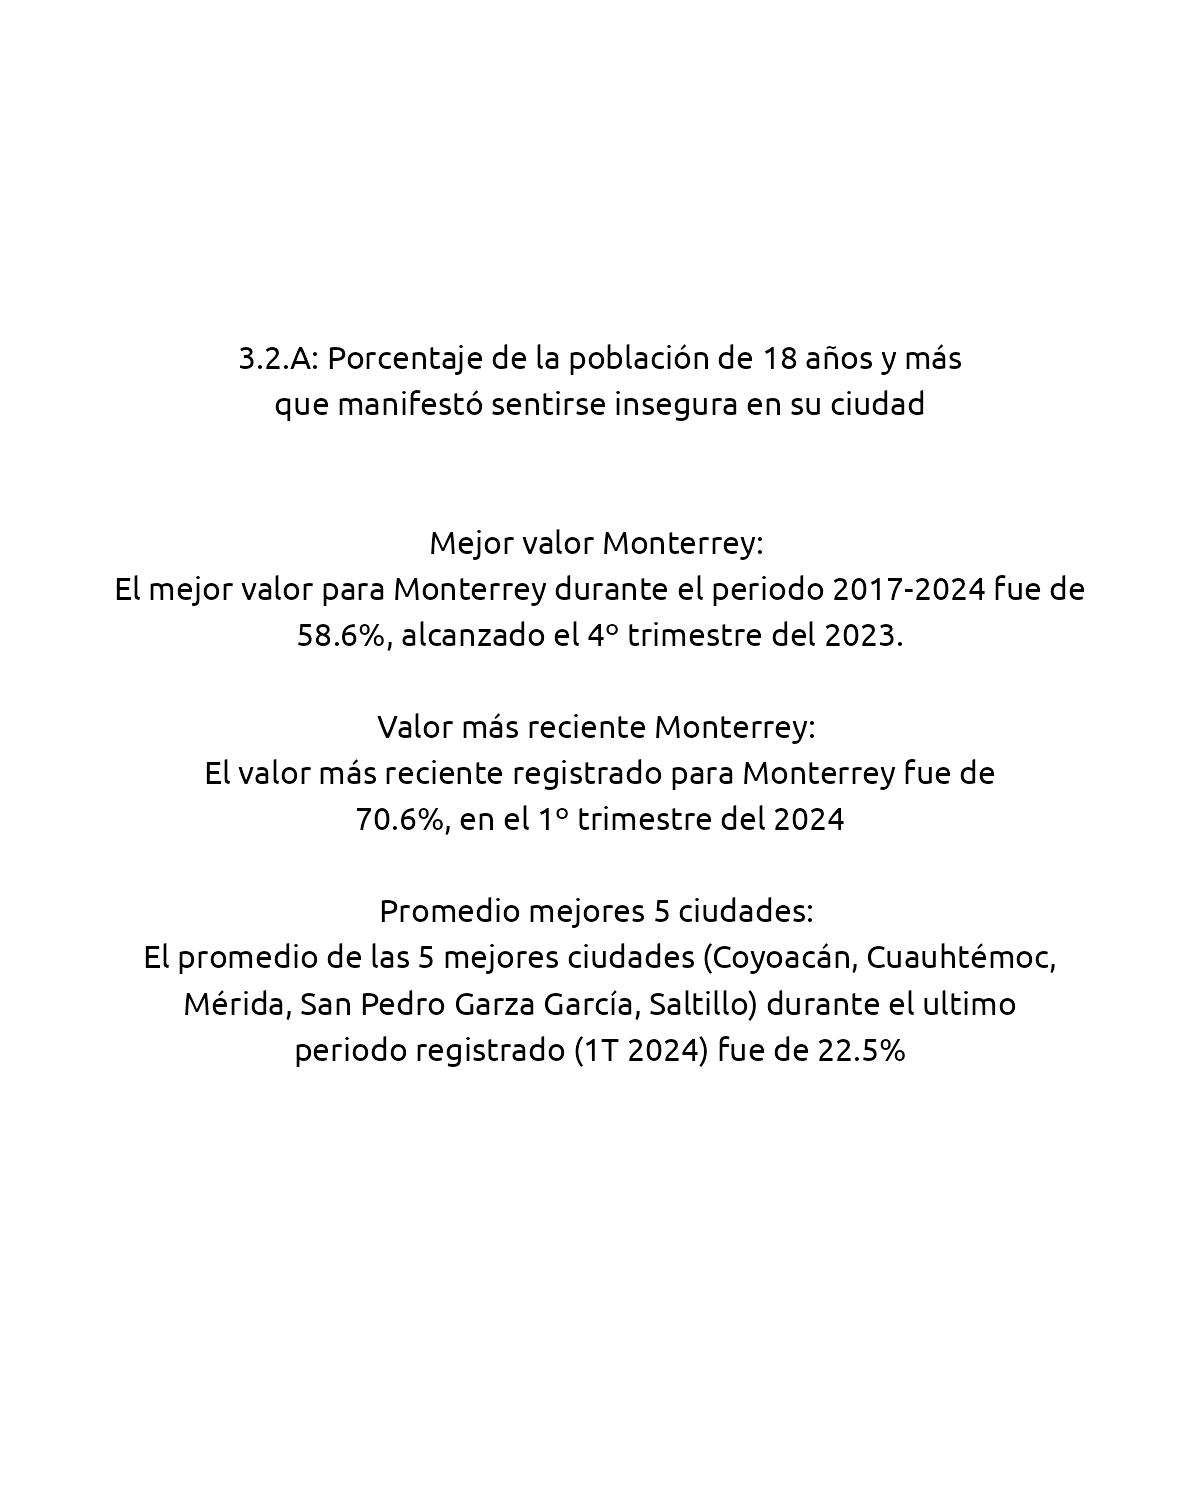 3.2.A: Porcentaje de la población de 18 años y más
que manifestó sentirse insegura en su ciudad
Mejor valor Monterrey:
El mejor valor para Monterrey durante el periodo 2017-2024 fue de
58.6%, alcanzado el 4º trimestre del 2023.
Valor más reciente Monterrey:
El valor más reciente registrado para Monterrey fue de
70.6%, en el 1º trimestre del 2024
Promedio mejores 5 ciudades:
El promedio de las 5 mejores ciudades (Coyoacán, Cuauhtémoc,
Mérida, San Pedro Garza García, Saltillo) durante el ultimo
periodo registrado (1T 2024) fue de 22.5%